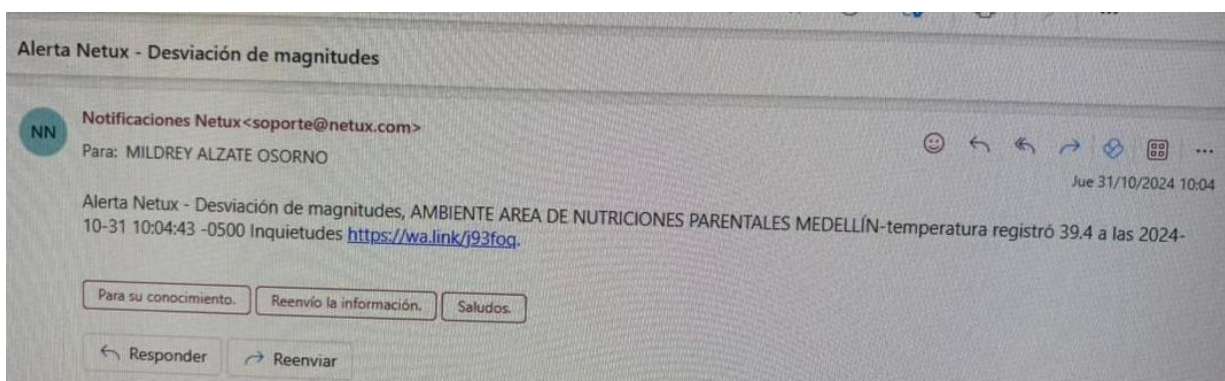 Alerta Netux - Desviación de magnitudes
NN
Notificaciones Netux<soporte@netux.com>
Para: MILDREY ALZATE OSORNO
Jue 31/10/2024 10:04
Alerta Netux - Desviación de magnitudes, AMBIENTE AREA DE NUTRICIONES PARENTALES MEDELLÍN-temperatura registró 39.4 a las 2024-
10-31 10:04:43 -0500 Inquietudes https://wa.link/j93foq.
Para su conocimiento.
Reenvío la información.
Saludos.
Responder
Reenviar